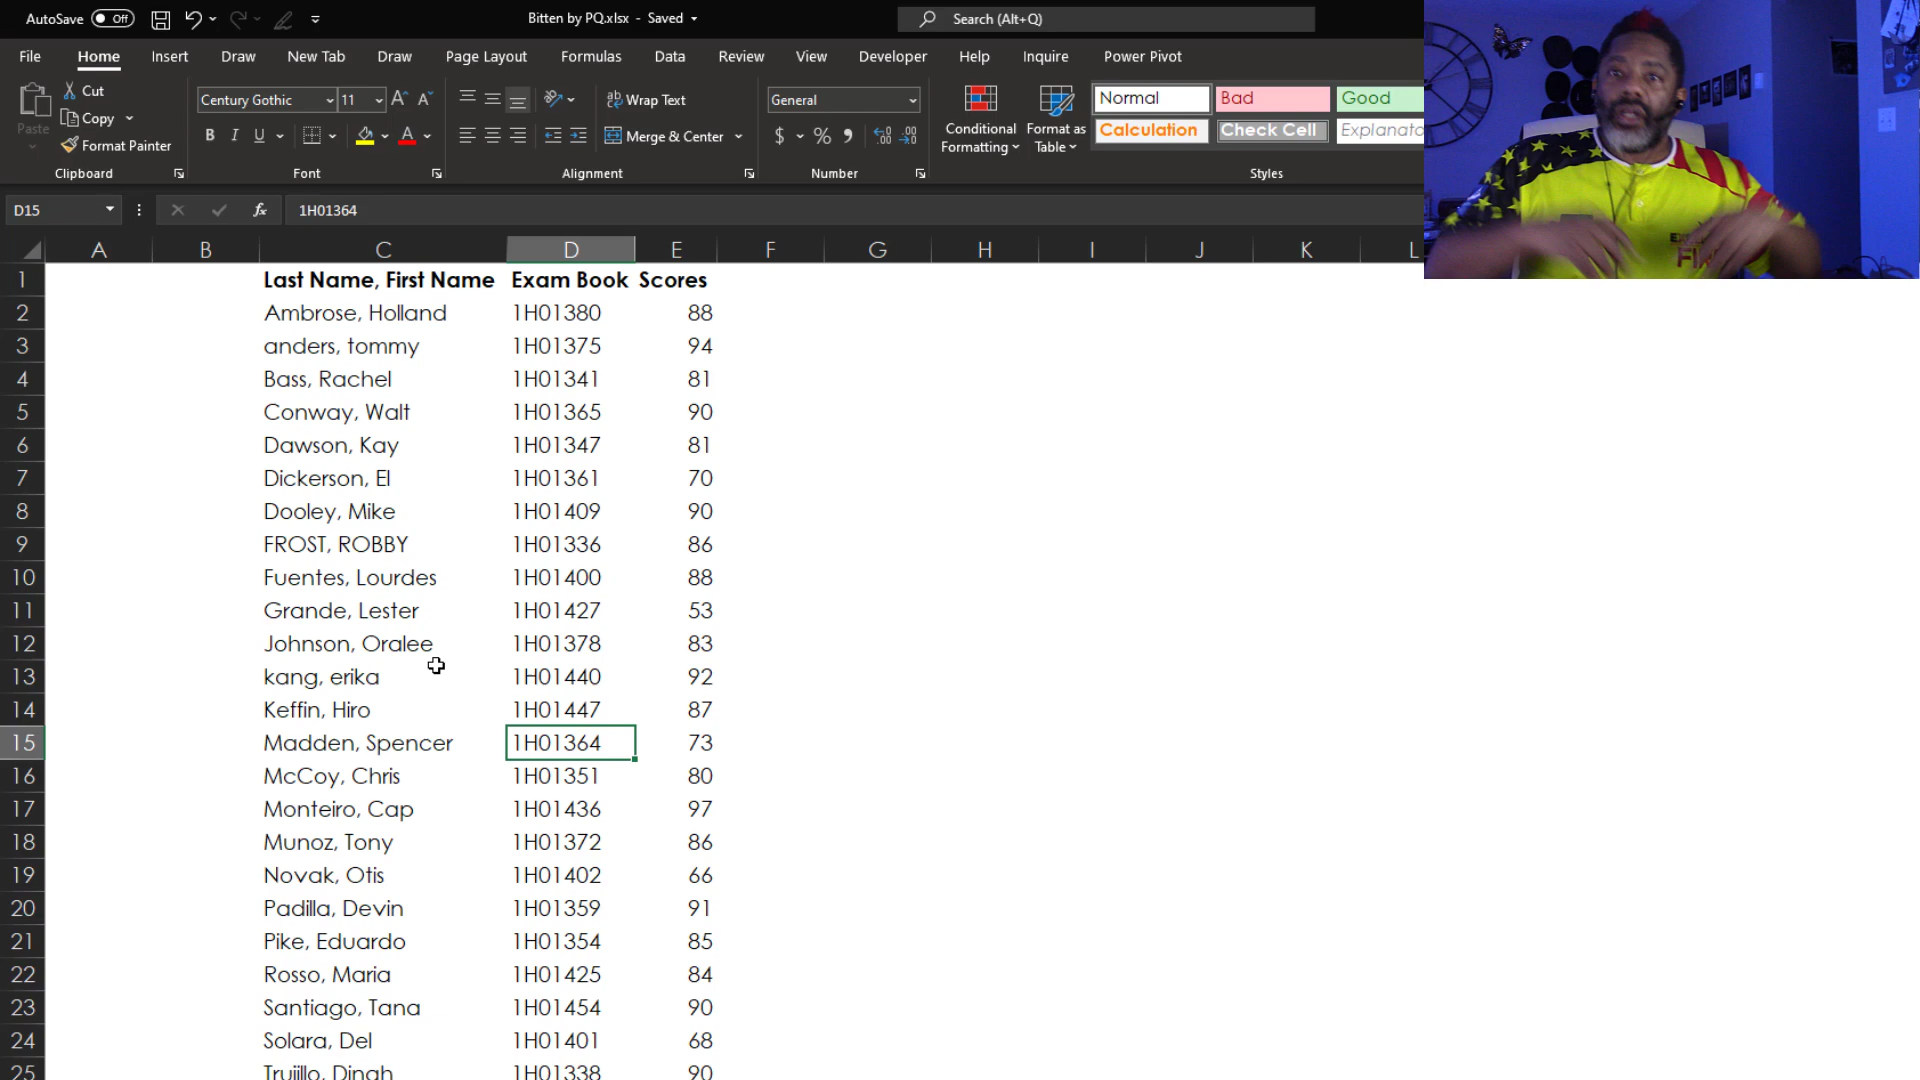 AutoSave Off Bitten by PQ.xlsx - Saved Search (Alt+Q)
File Home Insert Draw New Tab Draw Page Layout Formulas Data Review View Developer Help Inquire Power Pivot
Paste Cut Century Gothic 11 Wrap Text General Conditional Formatting Format as Table Normal Bad Good
Copy Merge & Center Calculation Check Cell Explanato
Format Painter
Clipboard Font Alignment Number Styles
D15 fx 1H01364
A B C D E F G H I J K L
1 Last Name, First Name Exam Book Scores
2 Ambrose, Holland 1H01380 88
3 anders, tommy 1H01375 94
4 Bass, Rachel 1H01341 81
5 Conway, Walt 1H01365 90
6 Dawson, Kay 1H01347 81
7 Dickerson, El 1H01361 70
8 Dooley, Mike 1H01409 90
9 FROST, ROBBY 1H01336 86
10 Fuentes, Lourdes 1H01400 88
11 Grande, Lester 1H01427 53
12 Johnson, Oralee 1H01378 83
13 kang, erika 1H01440 92
14 Keffin, Hiro 1H01447 87
15 Madden, Spencer 1H01364 73
16 McCoy, Chris 1H01351 80
17 Monteiro, Cap 1H01436 97
18 Munoz, Tony 1H01372 86
19 Novak, Otis 1H01402 66
20 Padilla, Devin 1H01359 91
21 Pike, Eduardo 1H01354 85
22 Rosso, Maria 1H01425 84
23 Santiago, Tana 1H01454 90
24 Solara, Del 1H01401 68
25 Trujillo, Dinah 1H01338 90